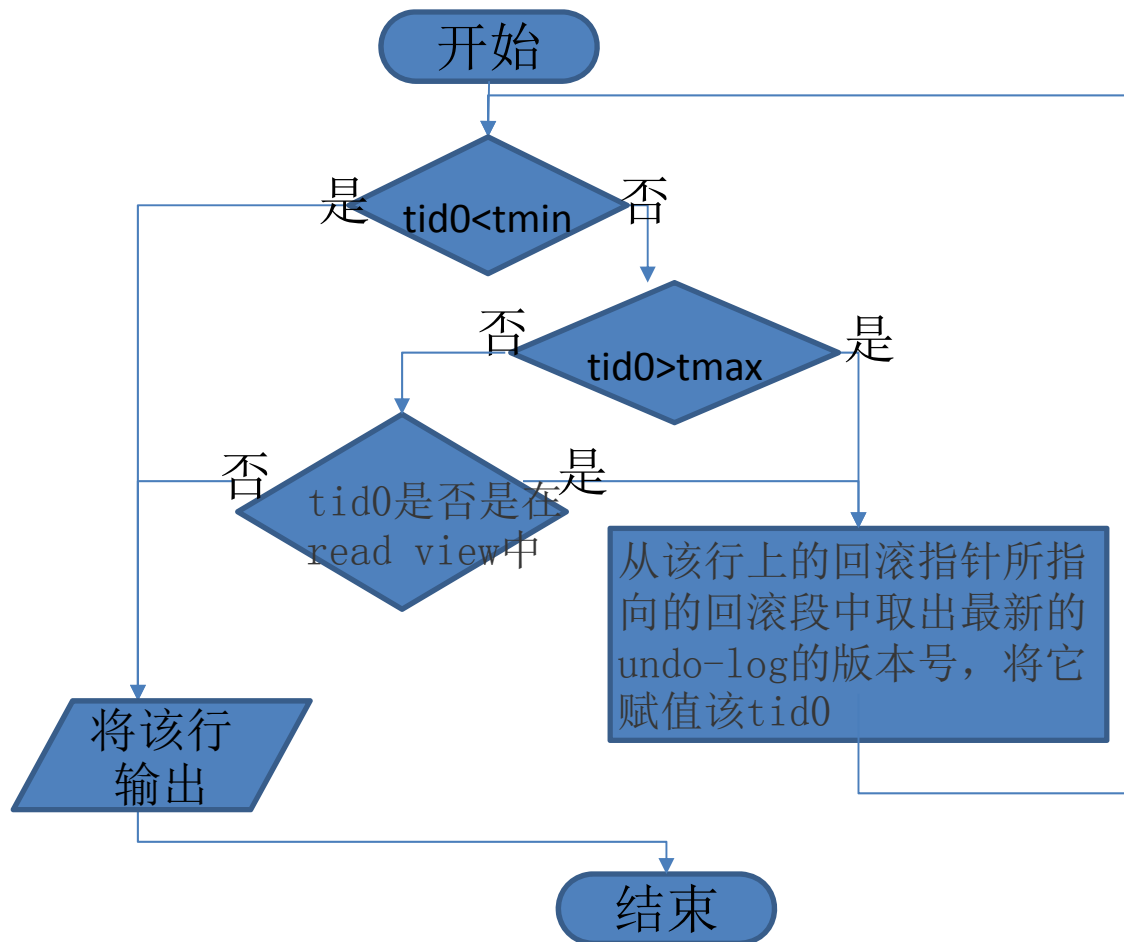 开始
是
否
tid0<tmin
否
是
tid0>tmax
否
是
tid0是否是在
read view中
从该行上的回滚指针所指
向的回滚段中取出最新的
undo-log的版本号，将它
赋值该tid0
将该行
输出
结束